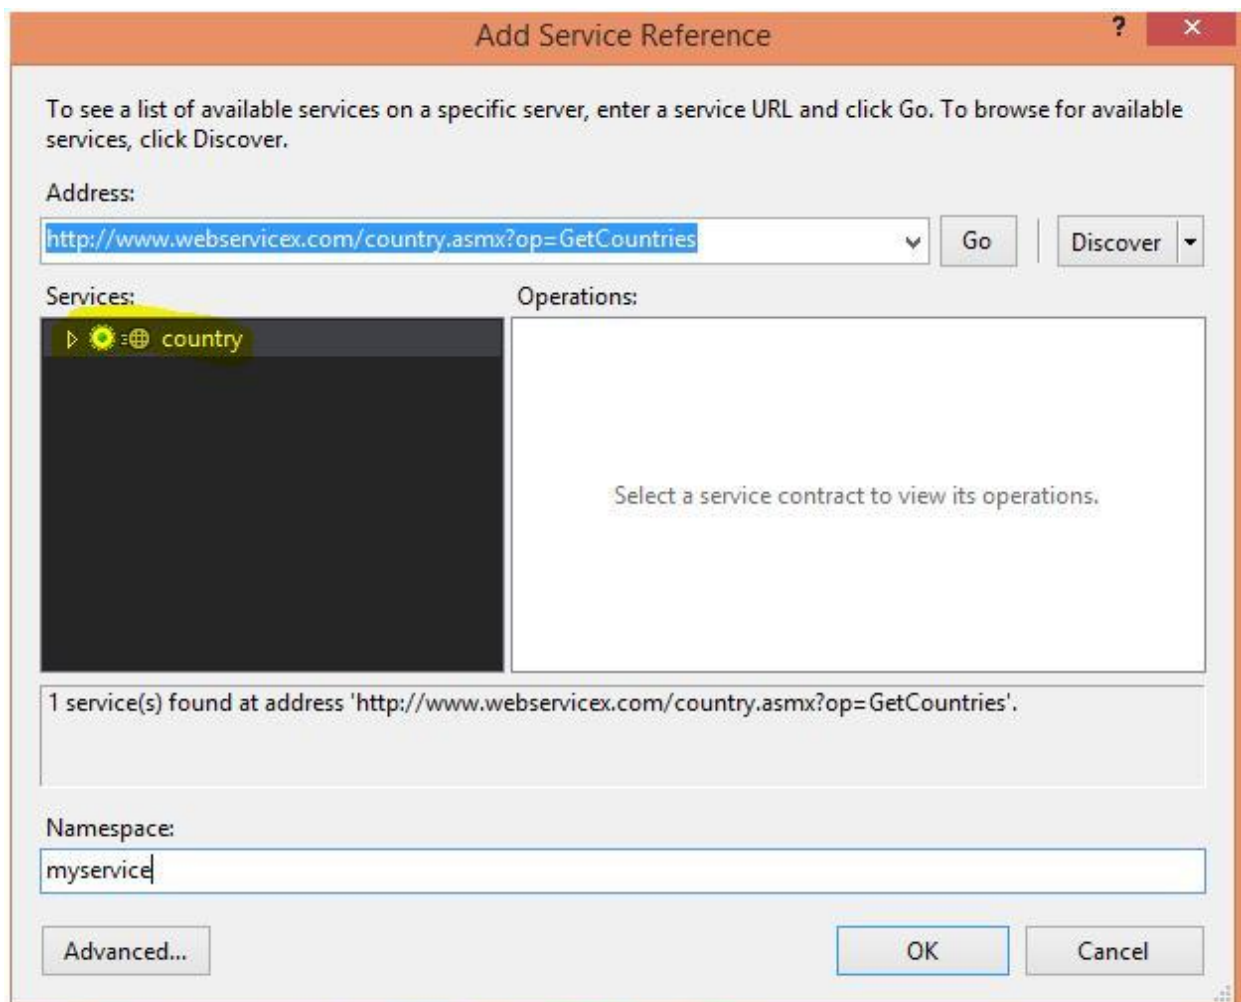 Add Service Reference
?
To see a list of available services on a specific server, enter a service URL and click Go. To browse for available
services, click Discover.
Address:
http://www.webservicex.com/country.asmx?op=GetCountries
Go
Discover
Services:
Operations:
country
Select a service contract to view its operations.
1 service(s) found at address 'http://www.webservicex.com/country.asmx?op=GetCountries'.
Namespace:
myservice
Advanced...
OK
Cancel